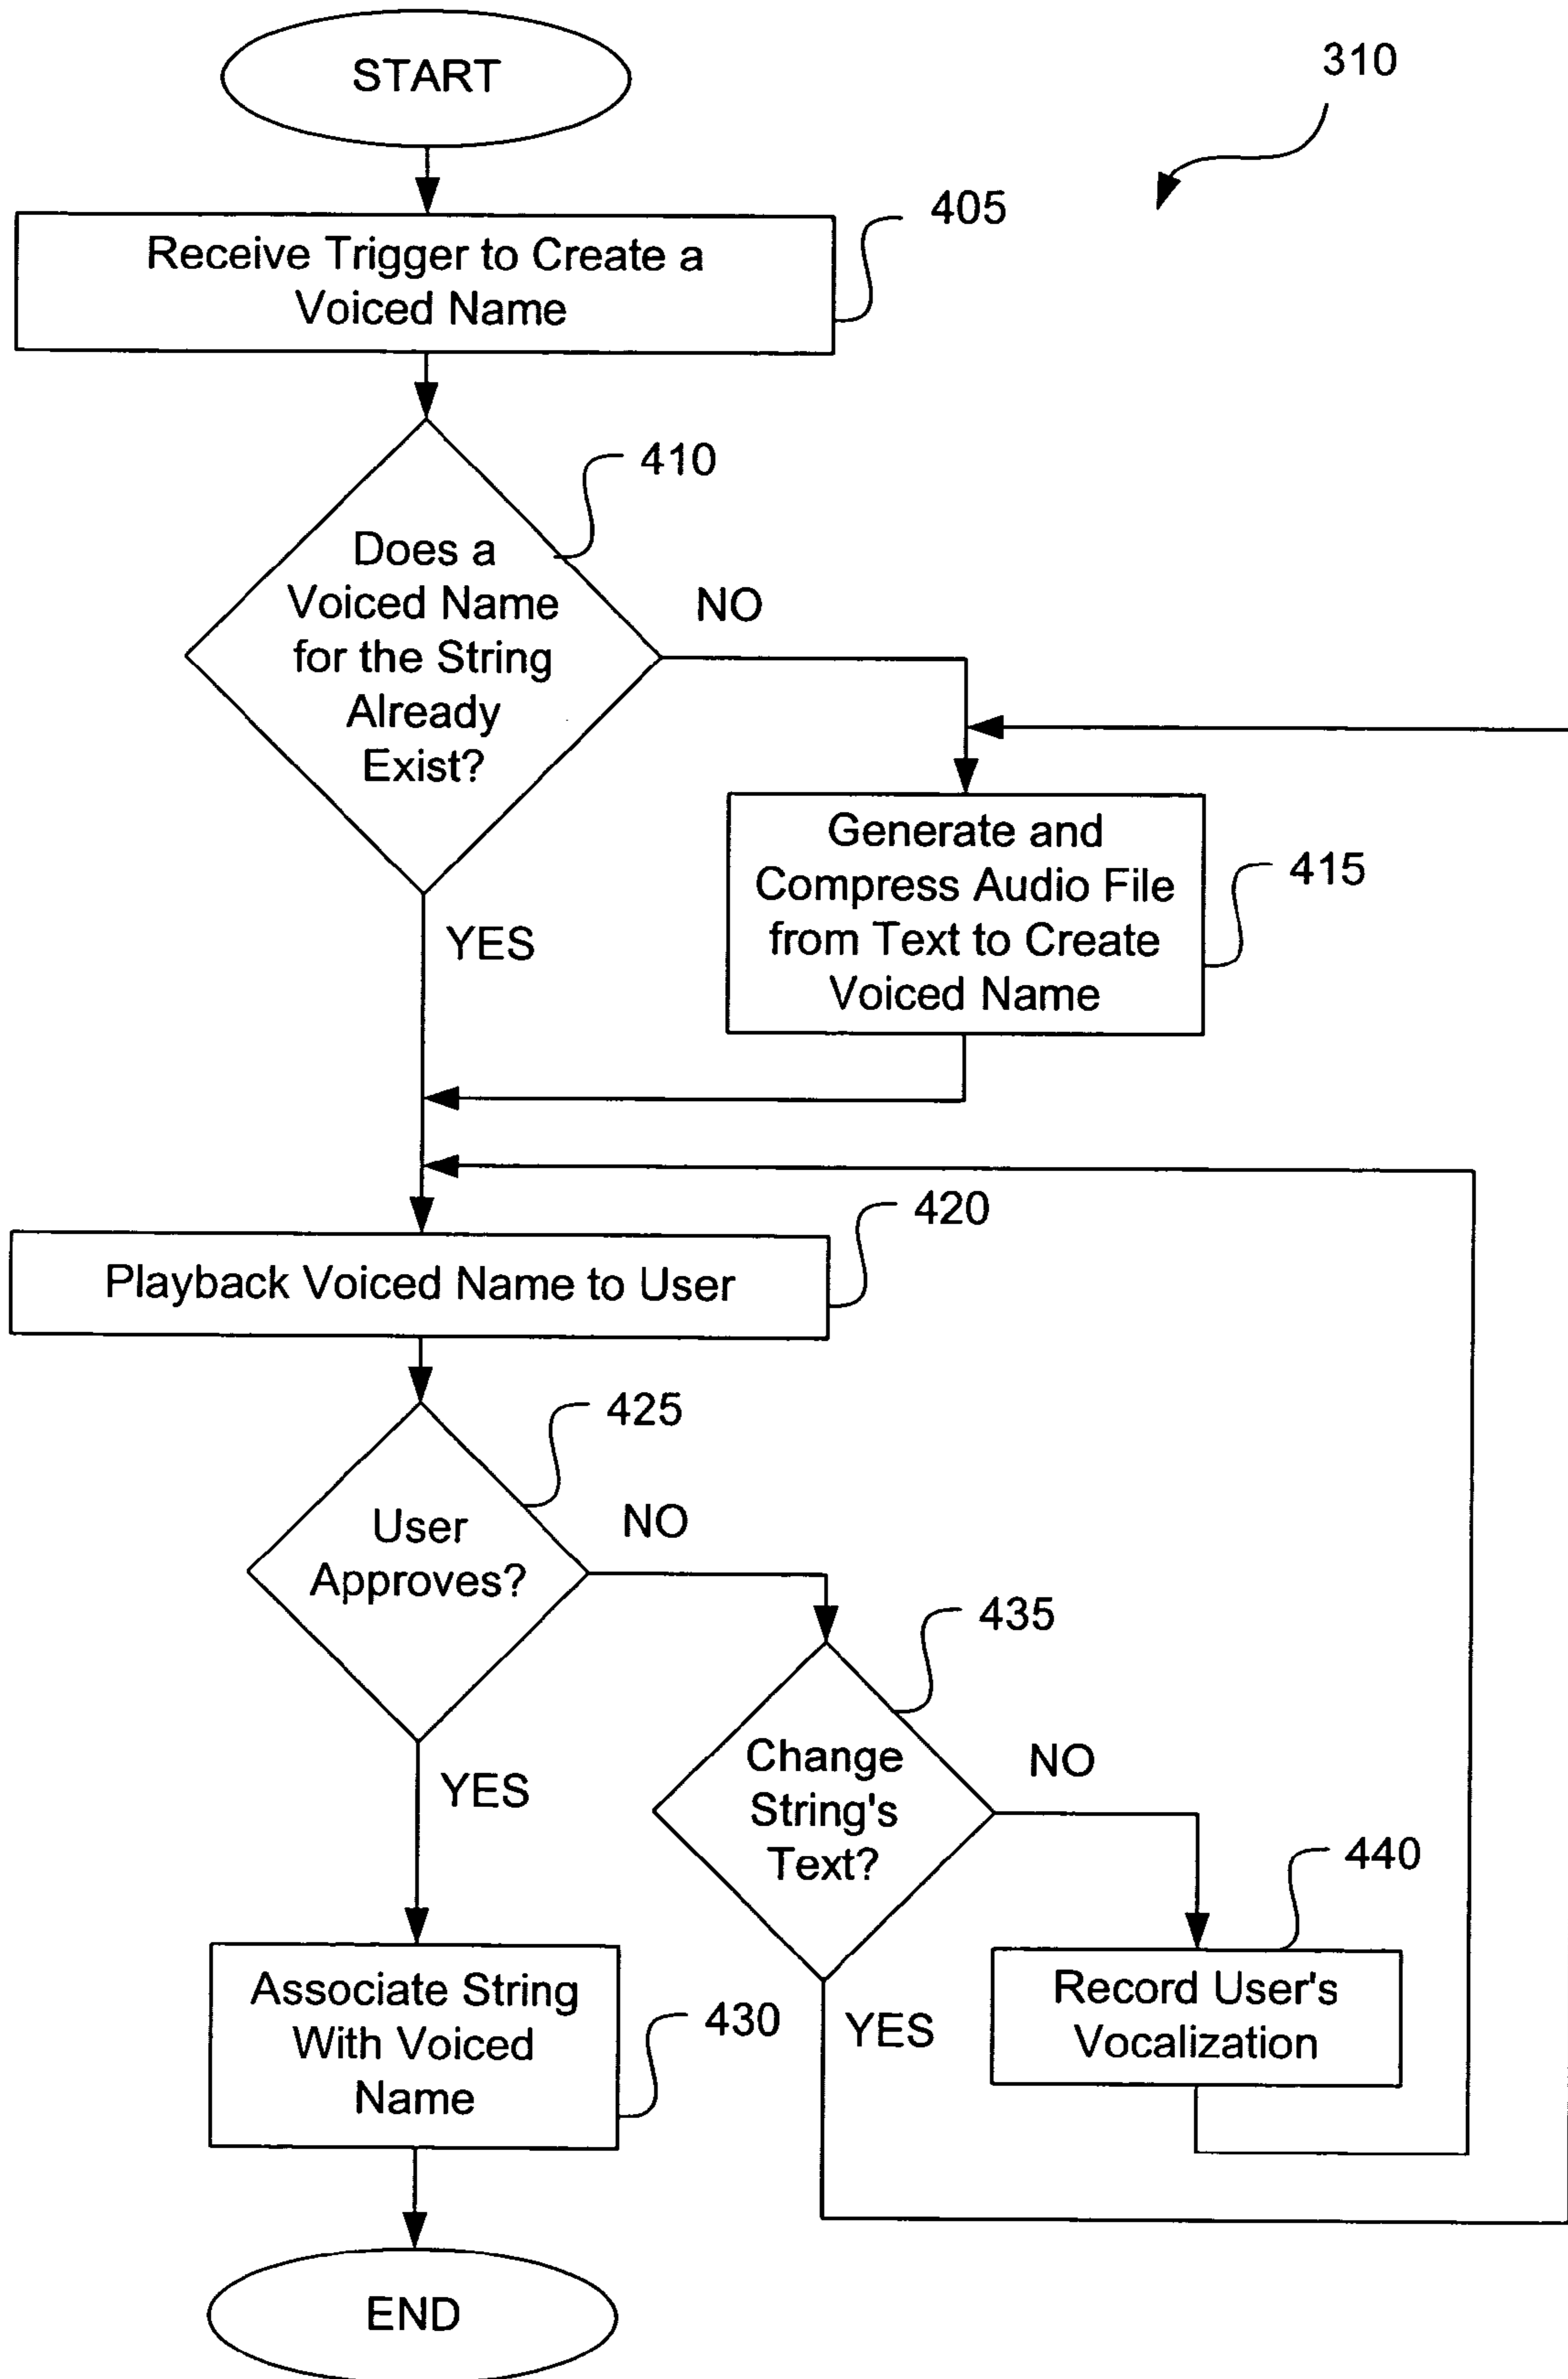 START
310
405
Receive Trigger to Create a
Voiced Name
410
Does a
Voiced Name
for the String
Already
Exist?
NO
YES
Generate and
Compress Audio File
from Text to Create
Voiced Name
415
420
Playback Voiced Name to User
425
User
Approves?
NO
YES
435
Change
String's
Text?
NO
YES
440
Record User's
Vocalization
Associate String
With Voiced
Name
430
END